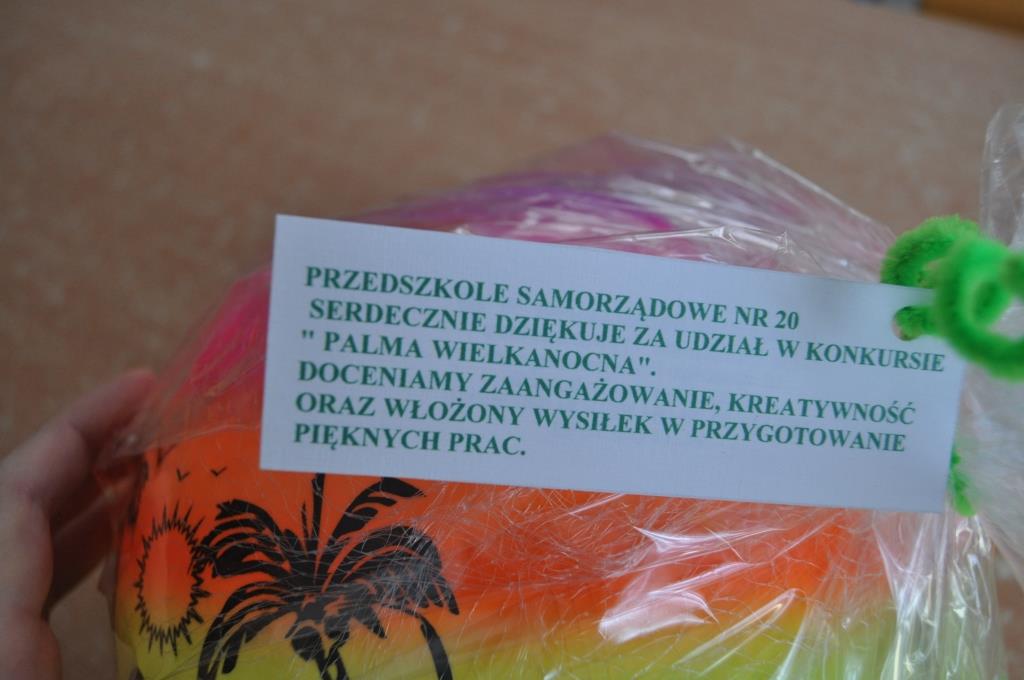 PRZEDSZKOLE SAMORZĄDOWE NR 20
SERDECZNIE DZIĘKUJE ZA UDZIAŁ W KONKURSIE
" PALMA WIELKANOCNA".
DOCENIAMY ZAANGAŻOWANIE, KREATYWNOŚĆ
ORAZ WŁOŻONY WYSIŁEK W PRZYGOTOWANIE
PIĘKNYCH PRAC.